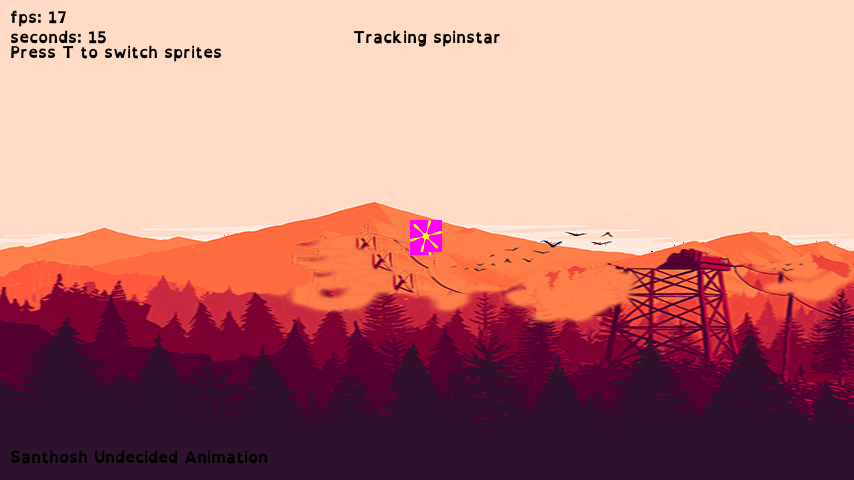 fps: 17
seconds: 15
Press T to switch sprites
Tracking spinstar
Santhosh Undecided Animation